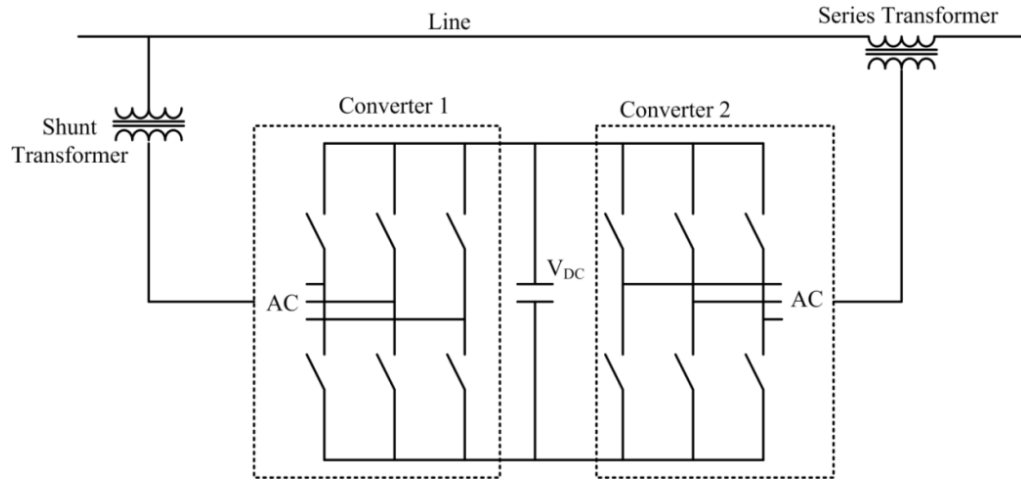 Series Transformer
Line
Converter 1
Converter 2
Shunt
Transformer
V_DC
AC
AC